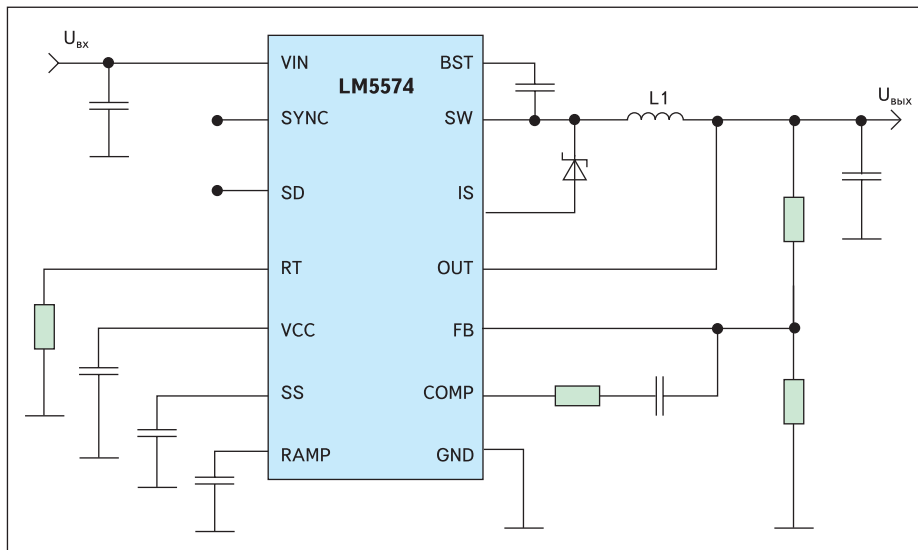 Uвх
VIN
BST
LM5574
L1
Uвых
SYNC
SW
SD
IS
RT
OUT
VCC
FB
SS
COMP
RAMP
GND